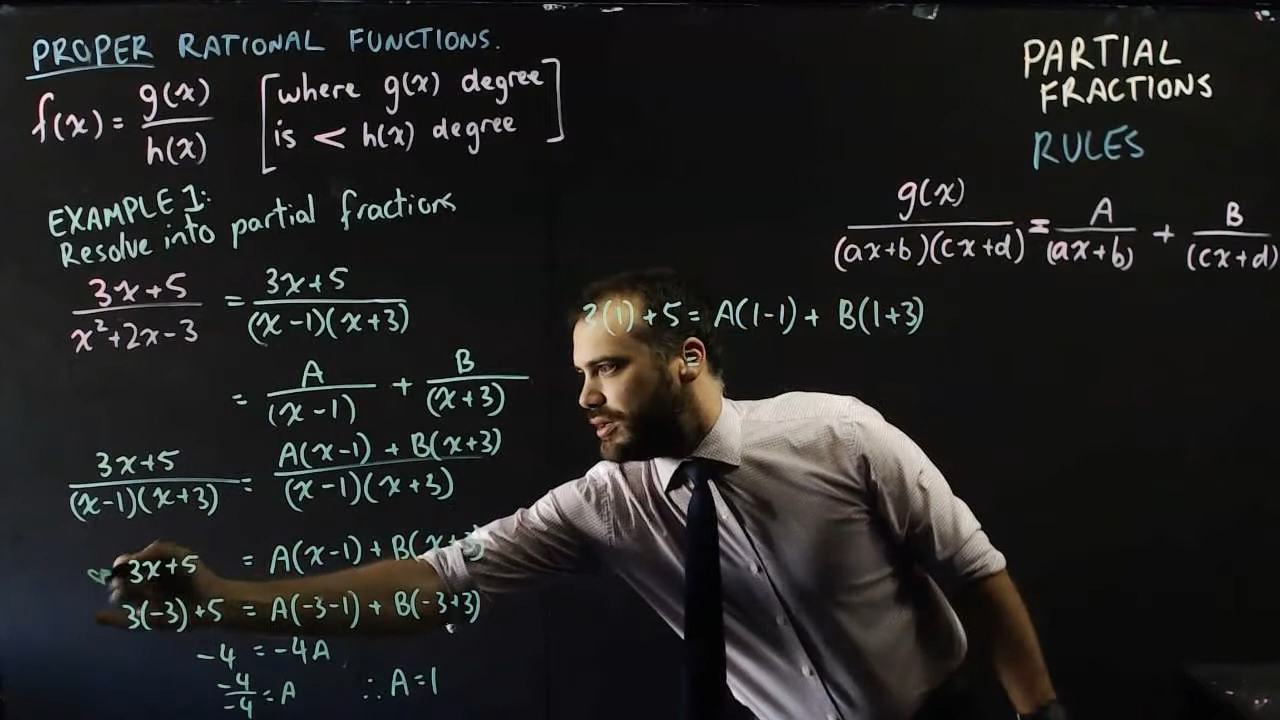 PROPER RATIONAL FUNCTIONS.
f(x) = g(x)/h(x) [where g(x) degree
is < h(x) degree]
EXAMPLE 1:
Resolve into partial fractions
3x+5/x²+2x-3 = 3x+5/(x-1)(x+3)
= A/(x-1) + B/(x+3)
3x+5/(x-1)(x+3) = A(x-1) + B(x+3)/(x-1)(x+3)
3x+5 = A(x-1) + B(x+3)
3(-3)+5 = A(-3-1) + B(-3+3)
-4 = -4A
-4/-4 = A ∴ A=1
PARTIAL
FRACTIONS
RULES
g(x)/(ax+b)(cx+d) = A/(ax+b) + B/(cx+d)
3(1)+5 = A(1-1) + B(1+3)